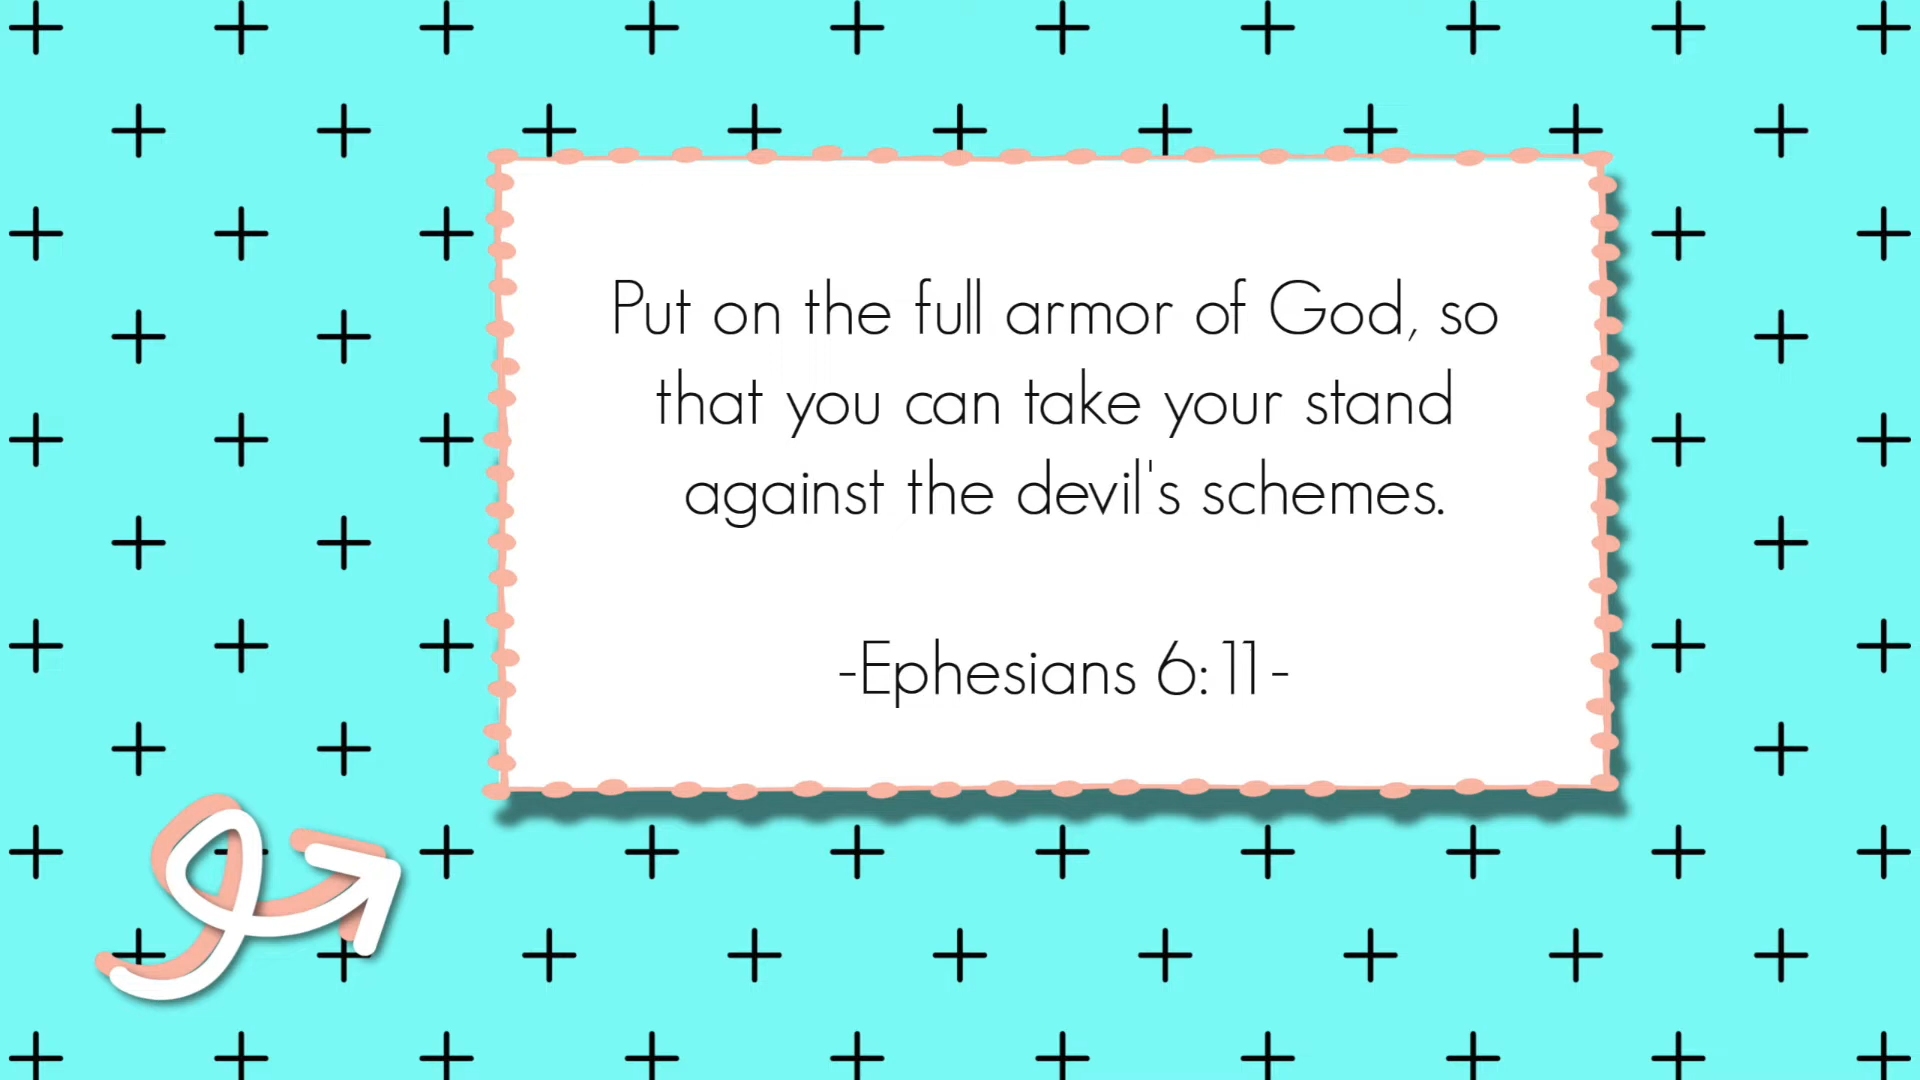 Put on the full armor of God, so
that you can take your stand
against the devil's schemes.
-Ephesians 6:11-